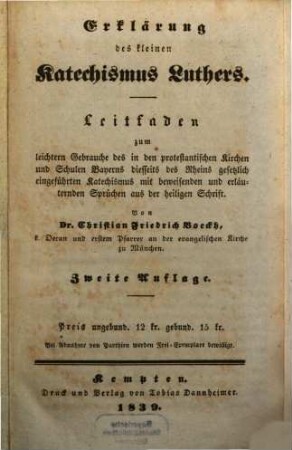 Erklärung
des kleinen
Katechismus Luthers.
Leitfaden
zum
leichtern Gebrauche des in den protestantischen Kirchen
und Schulen Bayerns diesseits des Rheins gesetzlich
eingeführten Katechismus mit beweisenden und erläu-
ternden Sprüchen aus der heiligen Schrift.
Von
Dr. Christian Friedrich Boeckh,
k. Decan und erstem Pfarrer an der evangelischen Kirche
zu München.
Zweite Auflage.
Preis ungebund. 12 kr. gebund. 15 kr.
Bei Abnahme von Parthien werden Frei-Exemplare bewilligt.
Kempten.
Druck und Verlag von Tobias Dannheimer.
1839.
Bayerische